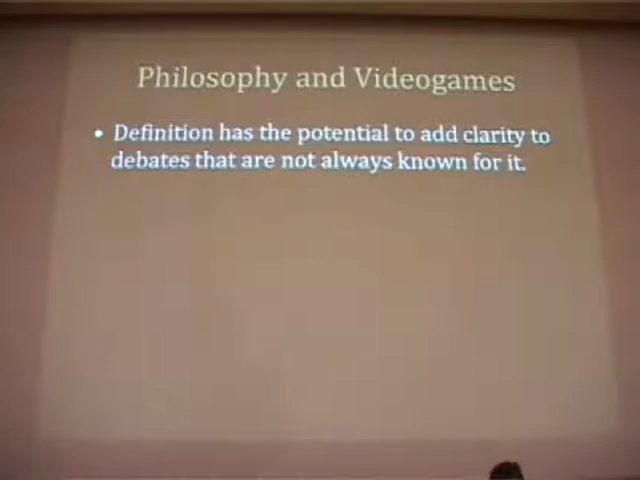 Philosophy and Videogames
• Definition has the potential to add clarity to
debates that are not always known for it.